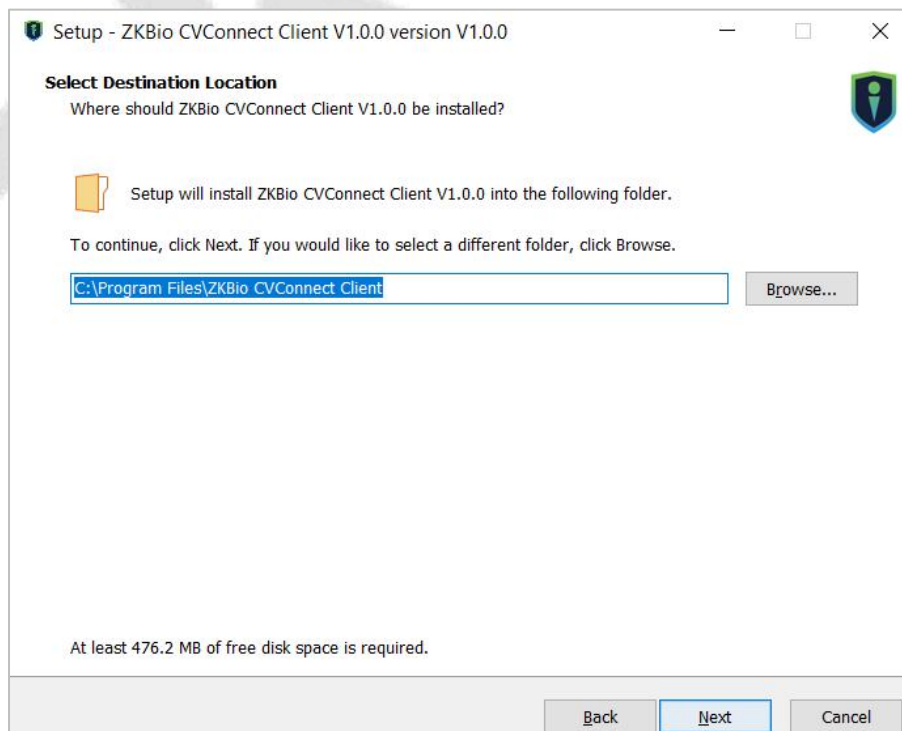 Setup - ZKBio CVConnect Client V1.0.0 version V1.0.0
Select Destination Location
Where should ZKBio CVConnect Client V1.0.0 be installed?
Setup will install ZKBio CVConnect Client V1.0.0 into the following folder.
To continue, click Next. If you would like to select a different folder, click Browse.
C:\Program Files\ZKBio CVConnect Client
Browse...
At least 476.2 MB of free disk space is required.
Back Next Cancel